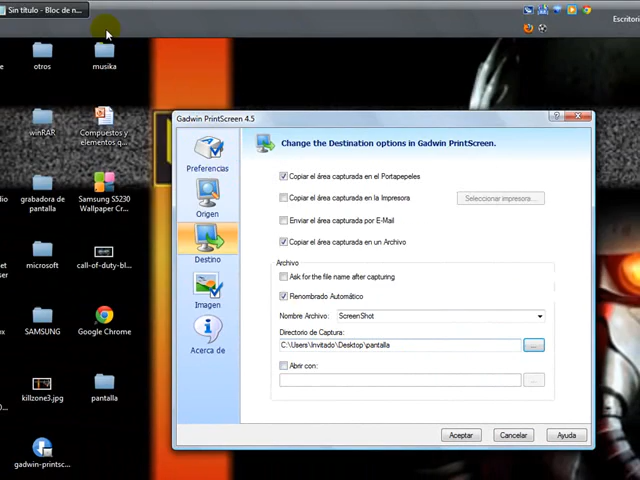 Sin título - Bloc de n...
Escritorio
otros
musika
winRAR
Compuestos y
elementos q...
grabadora de
pantalla
Samsung S5230
Wallpaper Cr...
microsoft
call-of-duty-bl...
SAMSUNG
Google Chrome
killzone3.jpg
pantalla
gadwin-printsc...
Gadwin PrintScreen 4.5
Preferencias
Origen
Destino
Imagen
Acerca de
Change the Destination options in Gadwin PrintScreen.
Copiar el área capturada en el Portapapeles
Copiar el área capturada en la Impresora
Seleccionar impresora...
Enviar el área capturada por E-Mail
Copiar el área capturada en un Archivo
Archivo
Ask for the file name after capturing
Renombrado Automático
Nombre Archivo: ScreenShot
Directorio de Captura:
C:\Users\Invitado\Desktop\pantalla
...
Abrir con:
...
Aceptar
Cancelar
Ayuda